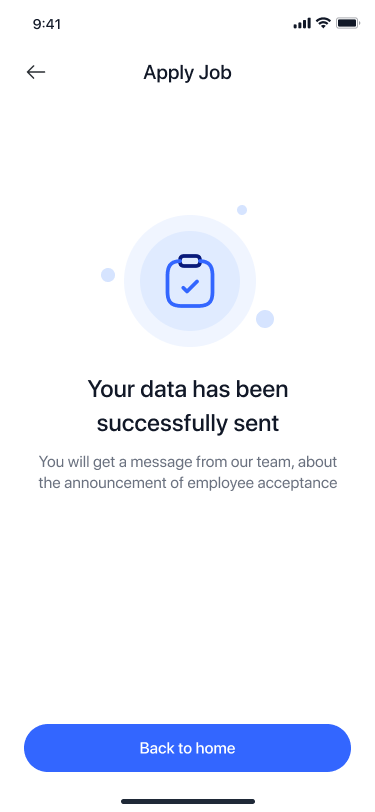 9:41
Apply Job
Your data has been
successfully sent
You will get a message from our team, about
the announcement of employee acceptance
Back to home